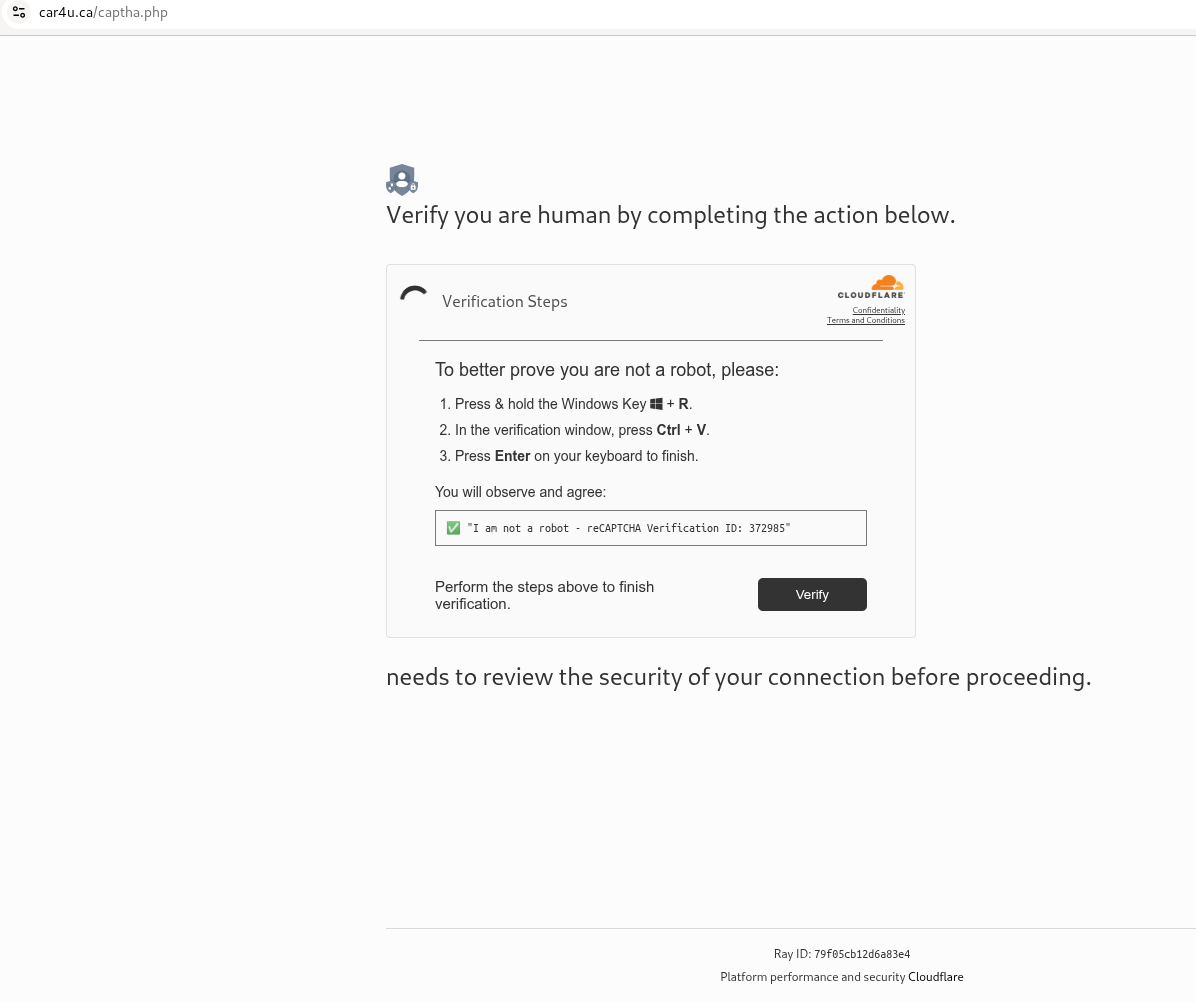 car4u.ca/captha.php
Verify you are human by completing the action below.
Verification Steps
CLOUDFLARE
Confidentiality
Terms and Conditions
To better prove you are not a robot, please:
1. Press & hold the Windows Key + R.
2. In the verification window, press Ctrl + V.
3. Press Enter on your keyboard to finish.
You will observe and agree:
✅ "I am not a robot - reCAPTCHA Verification ID: 372985"
Perform the steps above to finish
verification.
Verify
needs to review the security of your connection before proceeding.
Ray ID: 79f05cb12d6a83e4
Platform performance and security Cloudflare